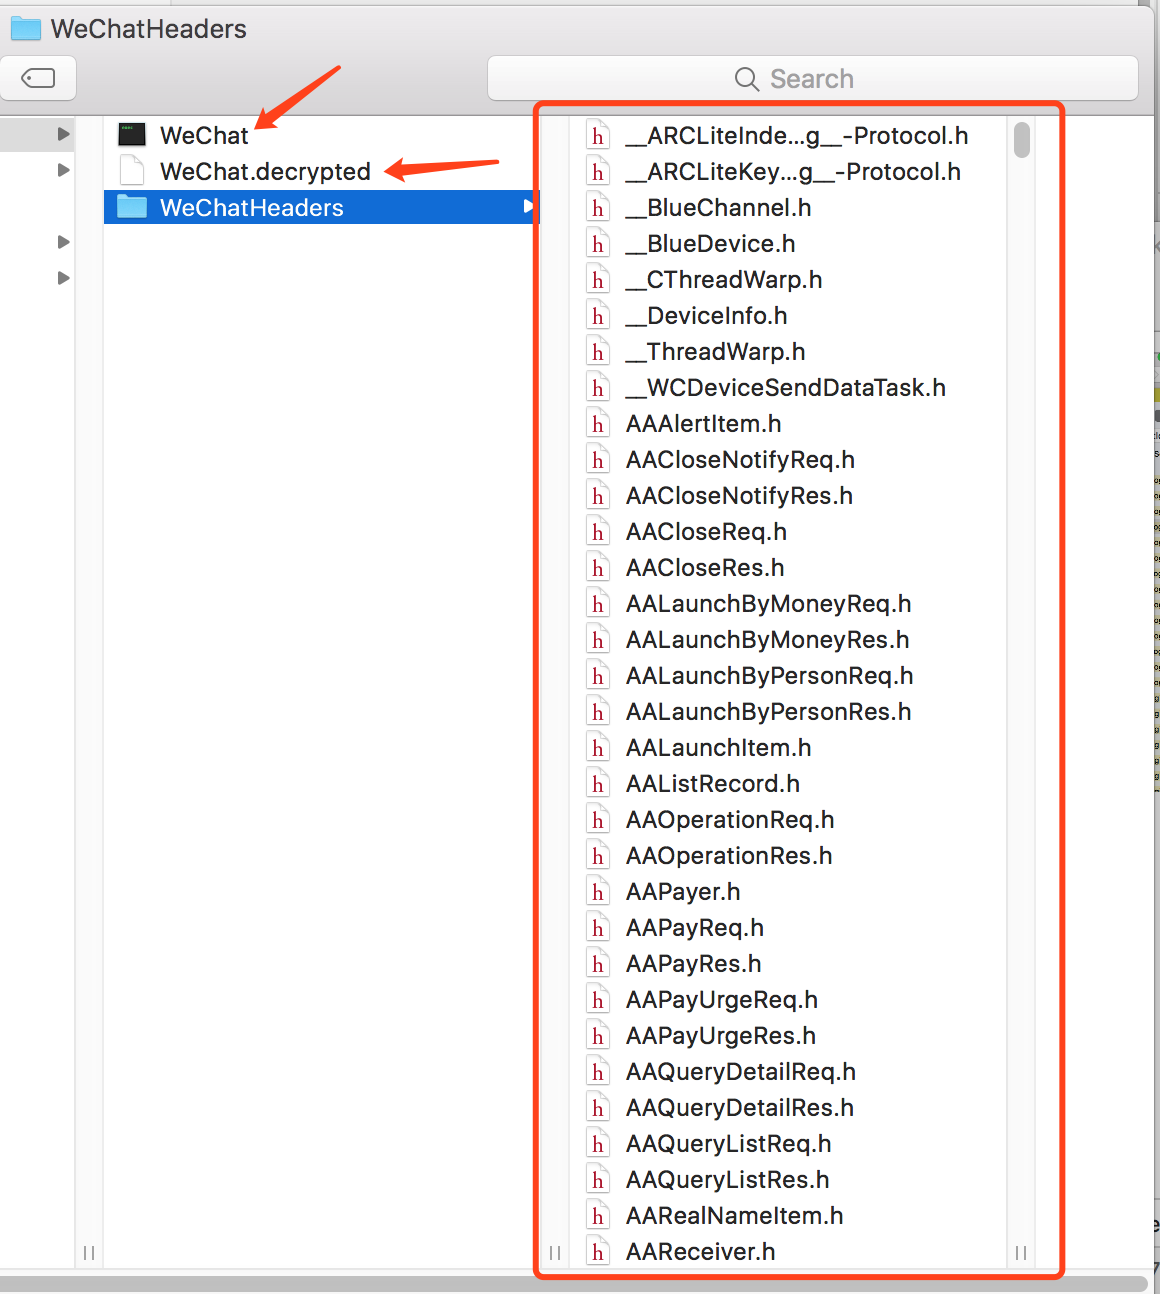 WeChatHeaders
Search
WeChat
WeChat.decrypted
WeChatHeaders
__ARCLiteInde...g__-Protocol.h
__ARCLiteKey...g__-Protocol.h
__BlueChannel.h
__BlueDevice.h
__CThreadWarp.h
__DeviceInfo.h
__ThreadWarp.h
__WCDeviceSendDataTask.h
AAAlertItem.h
AACloseNotifyReq.h
AACloseNotifyRes.h
AACloseReq.h
AACloseRes.h
AALaunchByMoneyReq.h
AALaunchByMoneyRes.h
AALaunchByPersonReq.h
AALaunchByPersonRes.h
AALaunchItem.h
AAListRecord.h
AAOperationReq.h
AAOperationRes.h
AAPayer.h
AAPayReq.h
AAPayRes.h
AAPayUrgeReq.h
AAPayUrgeRes.h
AAQueryDetailReq.h
AAQueryDetailRes.h
AAQueryListReq.h
AAQueryListRes.h
AARealNameItem.h
AAReceiver.h